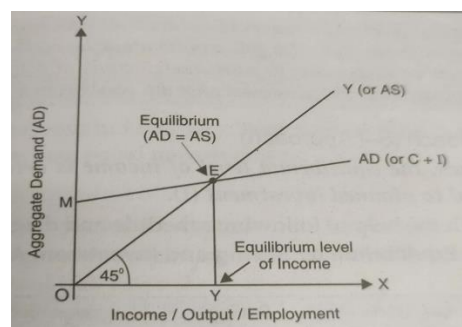 Y
Y (or AS)
Equilibrium
(AD = AS)
E
AD (or C + I)
M
Aggregate Demand (AD)
Equilibrium level
of Income
45°
O
Y
X
Income / Output / Employment